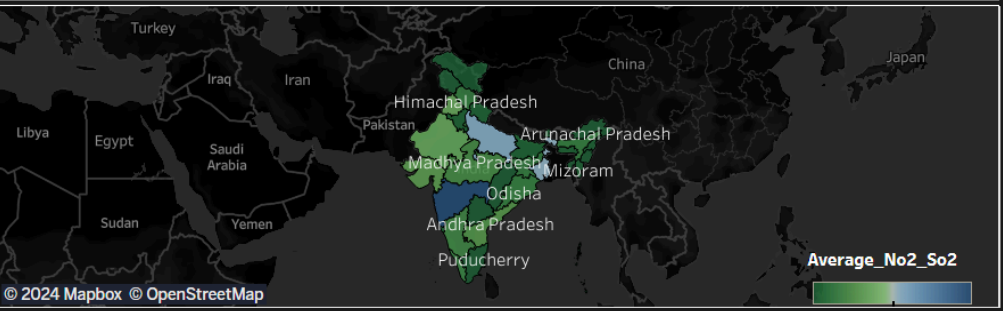 Turkey
China
Japan
Iraq
Iran
Himachal Pradesh
Pakistan
Libya
Egypt
Arunachal Pradesh
Saudi
Arabia
Madhya Pradesh
Mizoram
Odisha
Sudan
Yemen
Andhra Pradesh
Puducherry
Average_No2_So2
© 2024 Mapbox © OpenStreetMap